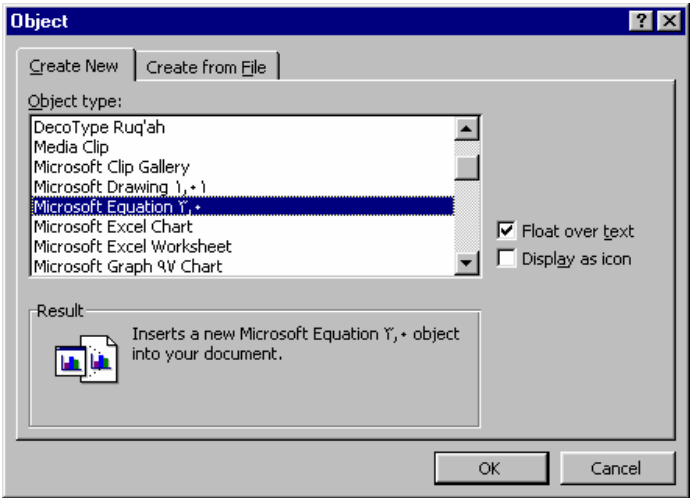 Object
Create New
Create from File
Object type:
DecoType Ruq'ah
Media Clip
Microsoft Clip Gallery
Microsoft Drawing ١,٠١
Microsoft Equation ٣,٠
Microsoft Excel Chart
Microsoft Excel Worksheet
Microsoft Graph ٩٧ Chart
Float over text
Display as icon
Result
Inserts a new Microsoft Equation ٣,٠ object
into your document.
OK
Cancel